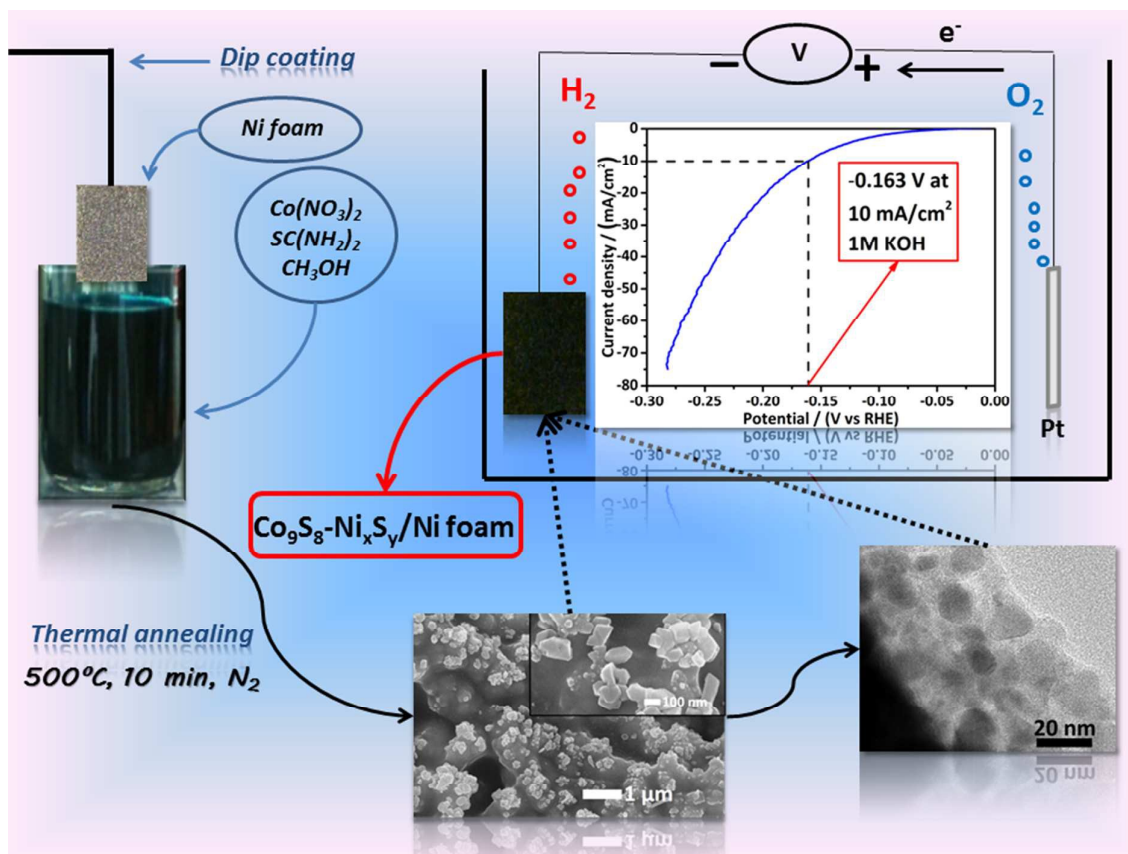 Dip coating
Ni foam
Co(NO₃)₂
SC(NH₂)₂
CH₃OH
e⁻
− V +
H₂
O₂
0
-10
-20
-30
-40
-50
-60
-70
-80
Current density / (mA/cm²)
-0.163 V at
10 mA/cm²
1M KOH
-0.30 -0.25 -0.20 -0.15 -0.10 -0.05 0.00
Potential / (V vs RHE)
Pt
Co₉S₈-NiₓSᵧ/Ni foam
Thermal annealing
500ºC, 10 min, N₂
100 nm
1 µm
20 nm